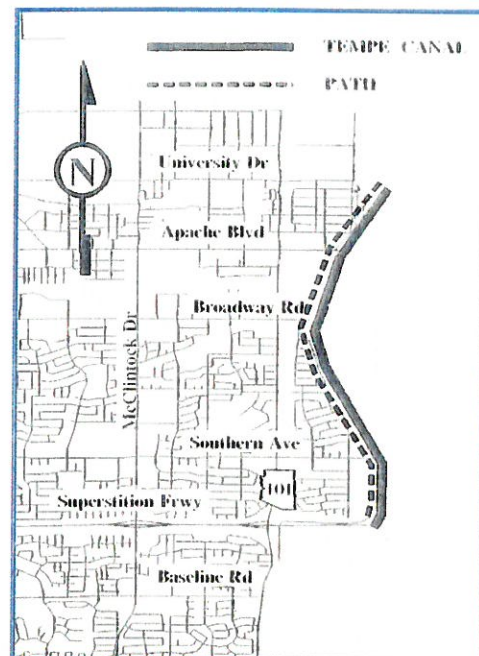 TEMPE CANAL
PATH
N
University Dr
Apache Blvd
Broadway Rd
McClintock Dr
Southern Ave
101
Superstition Frwy
Baseline Rd